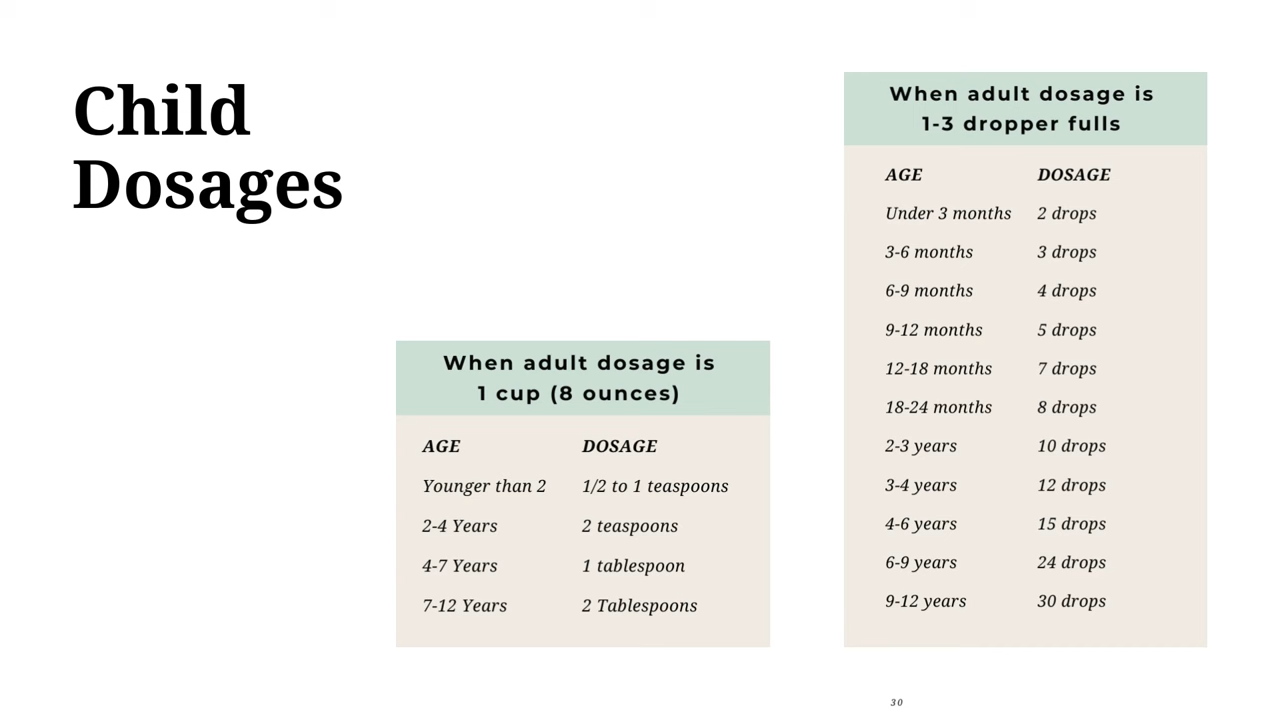 Child
Dosages
When adult dosage is
1 cup (8 ounces)
AGE DOSAGE
Younger than 2 1/2 to 1 teaspoons
2-4 Years 2 teaspoons
4-7 Years 1 tablespoon
7-12 Years 2 Tablespoons
When adult dosage is
1-3 dropper fulls
AGE DOSAGE
Under 3 months 2 drops
3-6 months 3 drops
6-9 months 4 drops
9-12 months 5 drops
12-18 months 7 drops
18-24 months 8 drops
2-3 years 10 drops
3-4 years 12 drops
4-6 years 15 drops
6-9 years 24 drops
9-12 years 30 drops
30